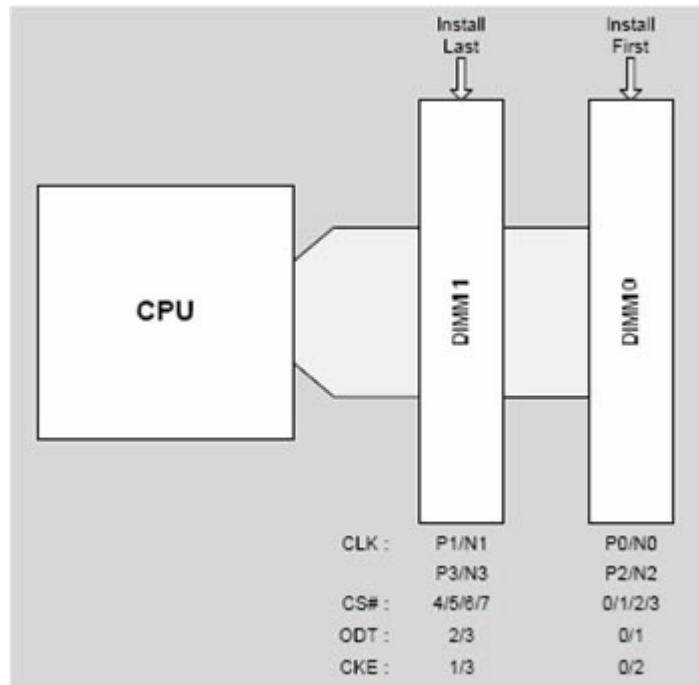 Install
Last
Install
First
CPU
DIMM1
DIMM0
CLK : P1/N1 P0/N0
P3/N3 P2/N2
CS# : 4/5/6/7 0/1/2/3
ODT : 2/3 0/1
CKE : 1/3 0/2